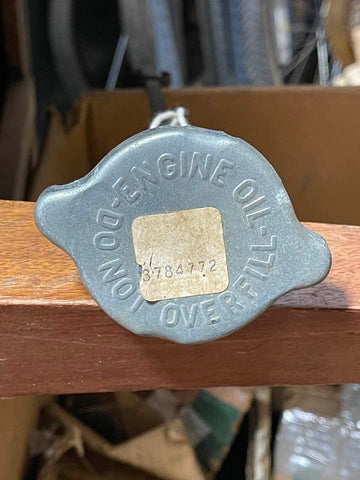 ENGINE OIL -
DO NOT OVERFILL -
3784772